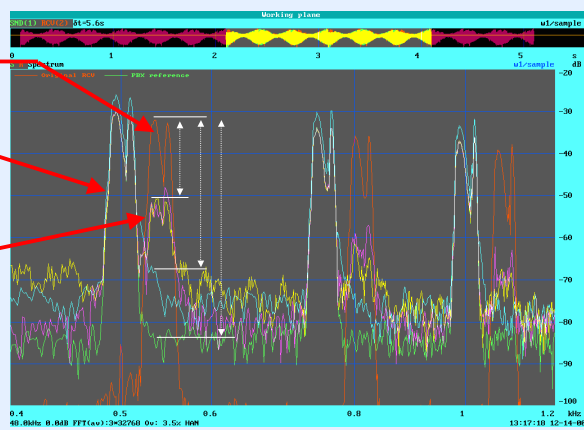 Working plane
SND(1) RCV(2) δt=5.6s w1/sample
0 1 2 3 4 5 s
Spectrum w1/sample dB
Original RCV PBX reference
-20
-30
-40
-50
-60
-70
-80
-90
-100
0.4 0.5 0.6 0.8 1 1.2 kHz
48.0kHz 0.0dB FFT(av):3*32768 Ov: 3.5% HAN 13:17:18 12-14-0